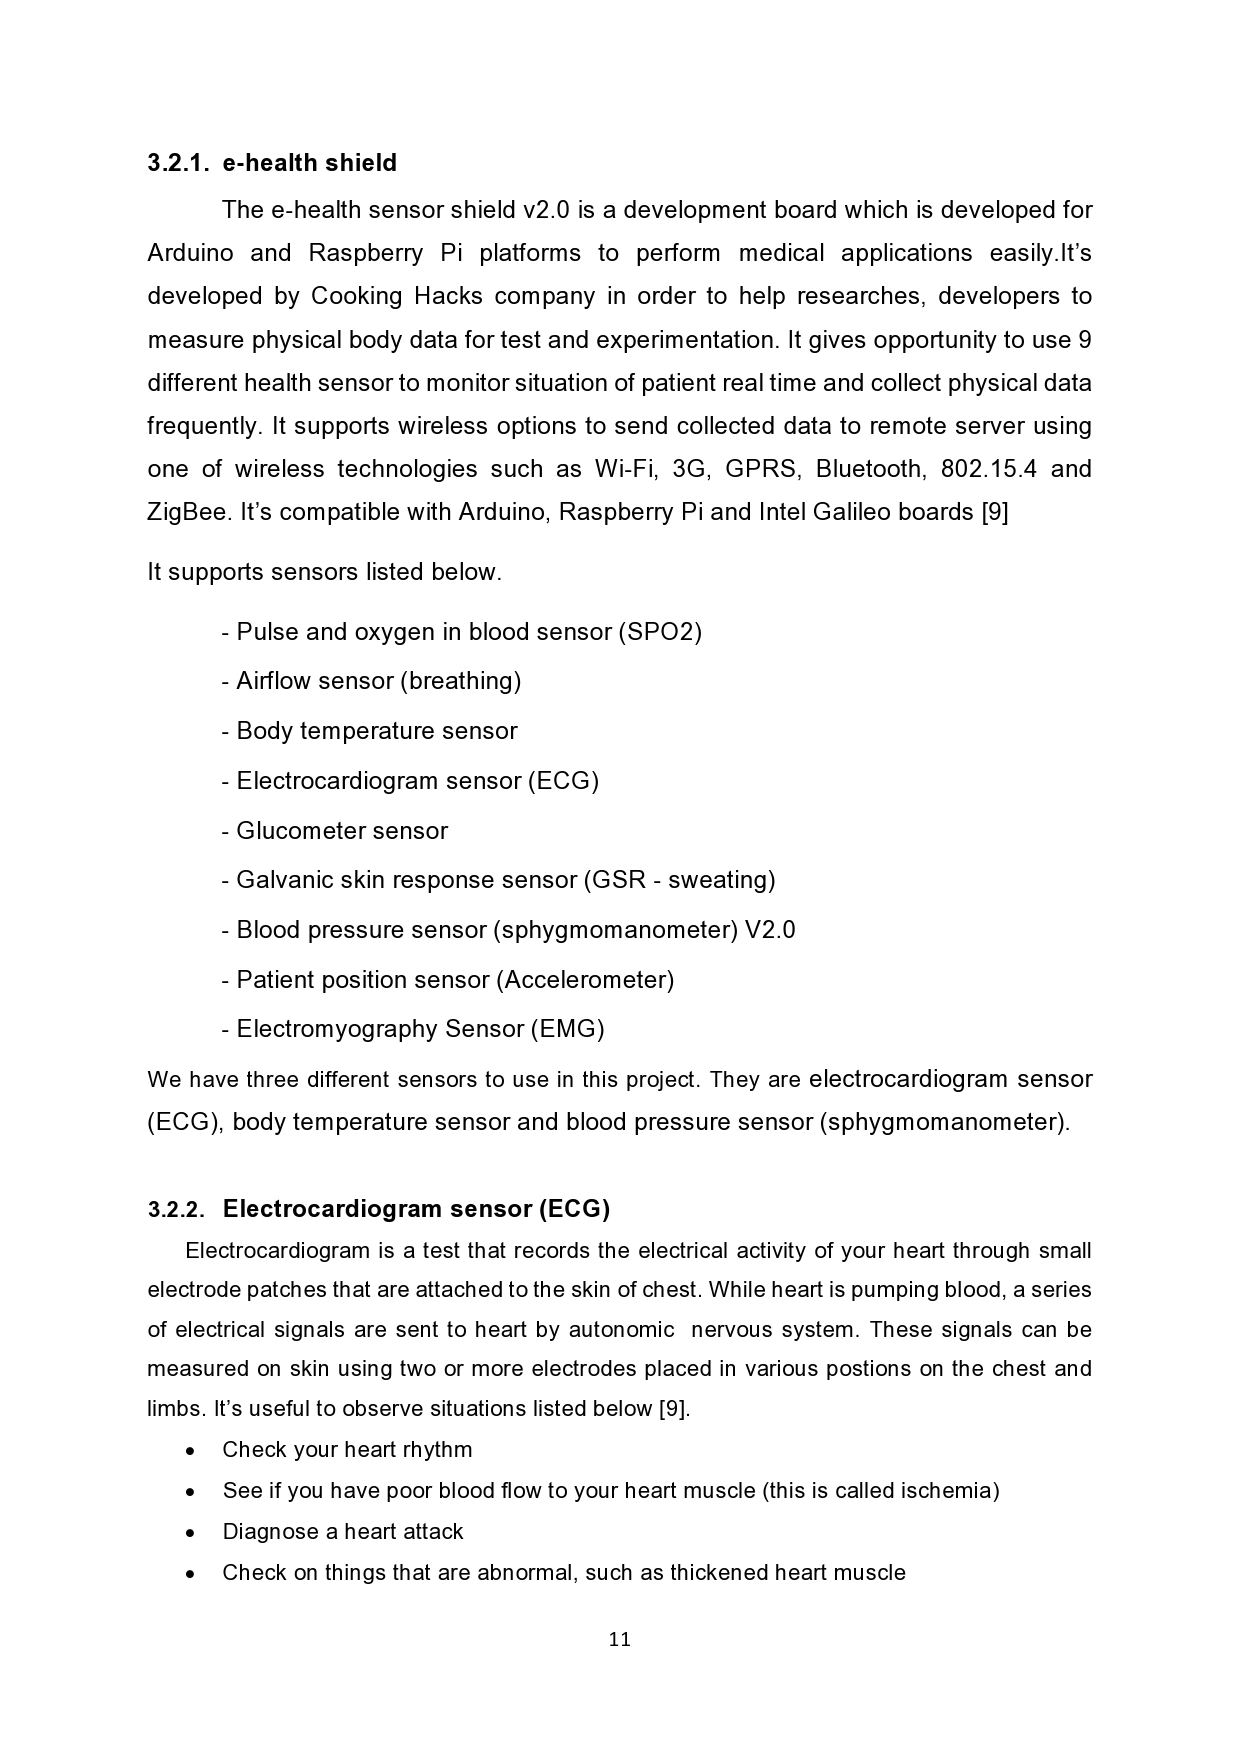 3.2.1. e-health shield
The e-health sensor shield v2.0 is a development board which is developed for
Arduino and Raspberry Pi platforms to perform medical applications easily.It’s
developed by Cooking Hacks company in order to help researches, developers to
measure physical body data for test and experimentation. It gives opportunity to use 9
different health sensor to monitor situation of patient real time and collect physical data
frequently. It supports wireless options to send collected data to remote server using
one of wireless technologies such as Wi-Fi, 3G, GPRS, Bluetooth, 802.15.4 and
ZigBee. It’s compatible with Arduino, Raspberry Pi and Intel Galileo boards [9]
It supports sensors listed below.
- Pulse and oxygen in blood sensor (SPO2)
- Airflow sensor (breathing)
- Body temperature sensor
- Electrocardiogram sensor (ECG)
- Glucometer sensor
- Galvanic skin response sensor (GSR - sweating)
- Blood pressure sensor (sphygmomanometer) V2.0
- Patient position sensor (Accelerometer)
- Electromyography Sensor (EMG)
We have three different sensors to use in this project. They are electrocardiogram sensor
(ECG), body temperature sensor and blood pressure sensor (sphygmomanometer).
3.2.2. Electrocardiogram sensor (ECG)
Electrocardiogram is a test that records the electrical activity of your heart through small
electrode patches that are attached to the skin of chest. While heart is pumping blood, a series
of electrical signals are sent to heart by autonomic  nervous system. These signals can be
measured on skin using two or more electrodes placed in various postions on the chest and
limbs. It’s useful to observe situations listed below [9].
• Check your heart rhythm
• See if you have poor blood flow to your heart muscle (this is called ischemia)
• Diagnose a heart attack
• Check on things that are abnormal, such as thickened heart muscle
11